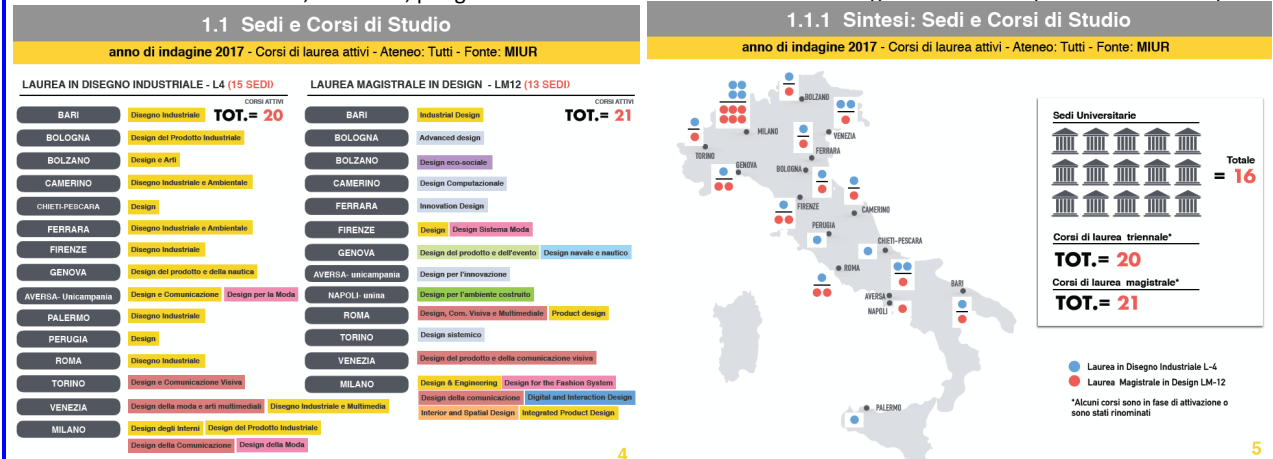 1.1 Sedi e Corsi di Studio
anno di indagine 2017 - Corsi di laurea attivi - Ateneo: Tutti - Fonte: MIUR
LAUREA IN DISEGNO INDUSTRIALE - L4 (15 SEDI)
CORSI ATTIVI
TOT.= 20
BARI Disegno Industriale
BOLOGNA Design del Prodotto Industriale
BOLZANO Design e Arti
CAMERINO Disegno Industriale e Ambientale
CHIETI-PESCARA Design
FERRARA Disegno Industriale e Ambientale
FIRENZE Disegno Industriale
GENOVA Design del prodotto e della nautica
AVERSA- Unicampania Design e Comunicazione Design per la Moda
PALERMO Disegno Industriale
PERUGIA Design
ROMA Disegno Industriale
TORINO Design e Comunicazione Visiva
VENEZIA Design della moda e arti multimediali Disegno Industriale e Multimedia
MILANO Design degli Interni Design del Prodotto Industriale
Design della Comunicazione Design della Moda
LAUREA MAGISTRALE IN DESIGN - LM12 (13 SEDI)
CORSI ATTIVI
TOT.= 21
BARI Industrial Design
BOLOGNA Advanced design
BOLZANO Design eco-sociale
CAMERINO Design Computazionale
FERRARA Innovation Design
FIRENZE Design Design Sistema Moda
GENOVA Design del prodotto e dell'evento Design navale e nautico
AVERSA- unicampania Design per l'innovazione
NAPOLI- unina Design per l'ambiente costruito
ROMA Design, Com. Visiva e Multimediale Product design
TORINO Design sistemico
VENEZIA Design del prodotto e della comunicazione visiva
MILANO Design & Engineering Design for the Fashion System
Design della comunicazione Digital and Interaction Design
Interior and Spatial Design Integrated Product Design
4
1.1.1 Sintesi: Sedi e Corsi di Studio
anno di indagine 2017 - Corsi di laurea attivi - Ateneo: Tutti - Fonte: MIUR
BOLZANO
MILANO
VENEZIA
TORINO
FERRARA
GENOVA
BOLOGNA
FIRENZE
CAMERINO
PERUGIA
CHIETI-PESCARA
ROMA
AVERSA
BARI
NAPOLI
PALERMO
Sedi Universitarie
Totale
= 16
Corsi di laurea triennale*
TOT.= 20
Corsi di laurea magistrale*
TOT.= 21
Laurea in Disegno Industriale L-4
Laurea Magistrale in Design LM-12
*Alcuni corsi sono in fase di attivazione o
sono stati rinominati
5